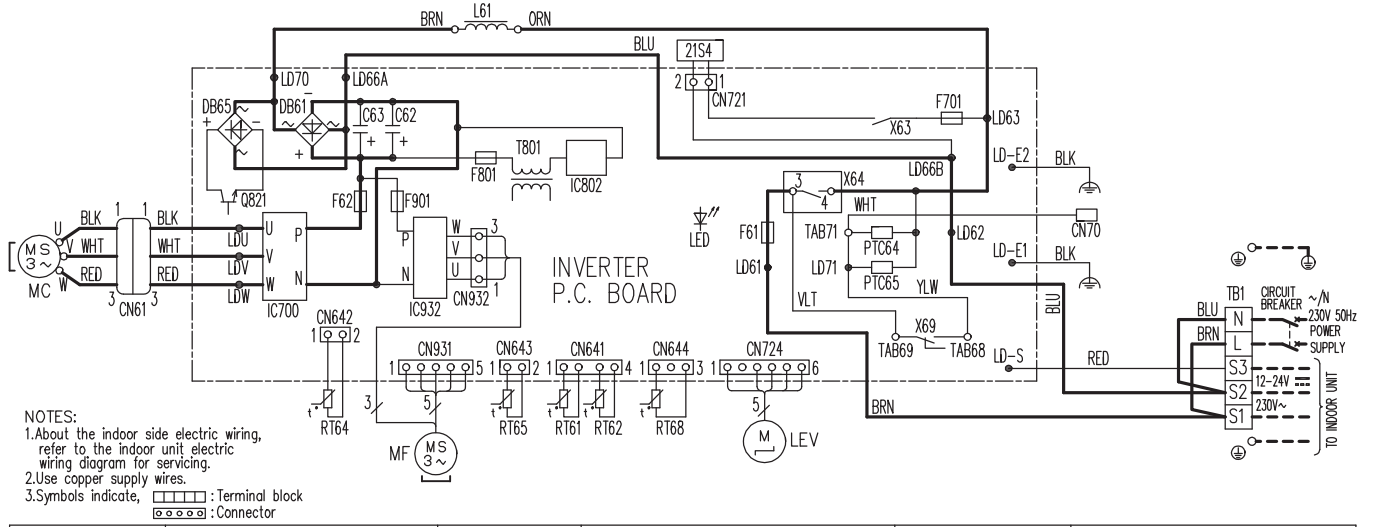 L61
BRN
ORN
BLU
21S4
2
1
CN721
LD70
LD66A
DB65
DB61
C63
C62
F701
X63
LD63
T801
F801
IC802
Q821
F62
F901
LD66B
LD-E2
BLK
3
X64
4
WHT
LED
F61
TAB71
PTC64
LD62
CN70
LD61
LD71
PTC65
LD-E1
BLK
YLW
VLT
BLU
X69
TAB69
TAB68
U
V
W
MS
3~
MC
BLK
WHT
RED
1
1
3
3
CN61
BLK
WHT
RED
LDU
LDV
LDW
U
V
W
P
N
IC700
P
N
IC932
W
V
U
3
1
CN932
INVERTER
P.C. BOARD
CN642
1
2
CN931
1
5
CN643
1
2
CN641
1
4
CN644
1
3
CN724
1
6
LD-S
RED
BRN
t°
RT64
3
5
MS
3~
MF
t°
RT65
t°
RT61
t°
RT62
t°
RT68
5
M
LEV
TB1
CIRCUIT
BREAKER
~/N
230V 50Hz
POWER
SUPPLY
BLU
BRN
N
L
S3
S2
S1
12-24V
230V~
TO INDOOR UNIT
NOTES:
1.About the indoor side electric wiring,
refer to the indoor unit electric
wiring diagram for servicing.
2.Use copper supply wires.
3.Symbols indicate,
: Terminal block
: Connector